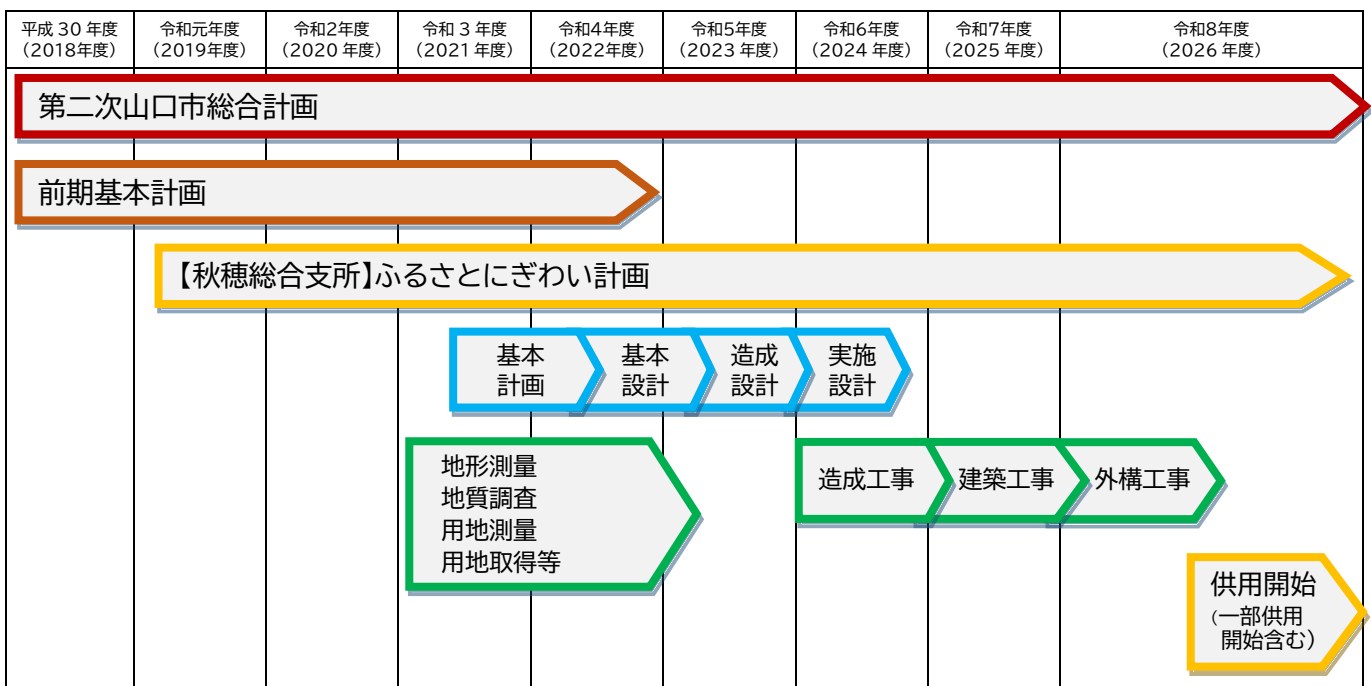 平成 30 年度 令和元年度 令和2年度 令和 3 年度 令和4年度 令和5年度 令和6年度 令和7年度 令和8年度
(2018年度) (2019年度) (2020 年度) (2021 年度) (2022年度) (2023 年度) (2024 年度) (2025 年度) (2026 年度)
第二次山口市総合計画
前期基本計画
【秋穂総合支所】ふるさとにぎわい計画
基本
計画
基本
設計
造成
設計
実施
設計
地形測量
地質調査
用地測量
用地取得等
造成工事
建築工事
外構工事
供用開始
(一部供用
開始含む)